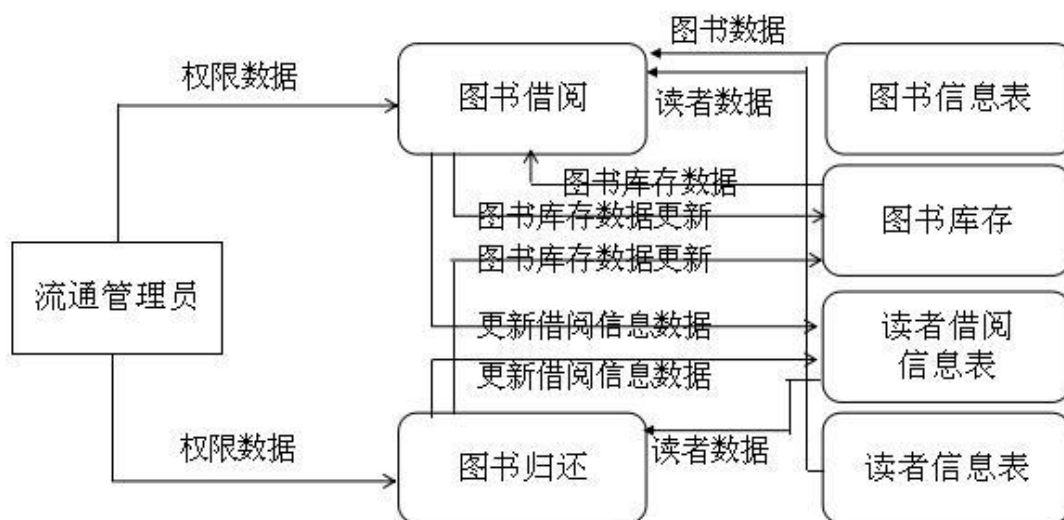 图书数据
权限数据
图书借阅
图书信息表
读者数据
图书库存数据
图书库存数据更新
图书库存
图书库存数据更新
流通管理员
更新借阅信息数据
读者借阅
信息表
更新借阅信息数据
权限数据
图书归还
读者数据
读者信息表